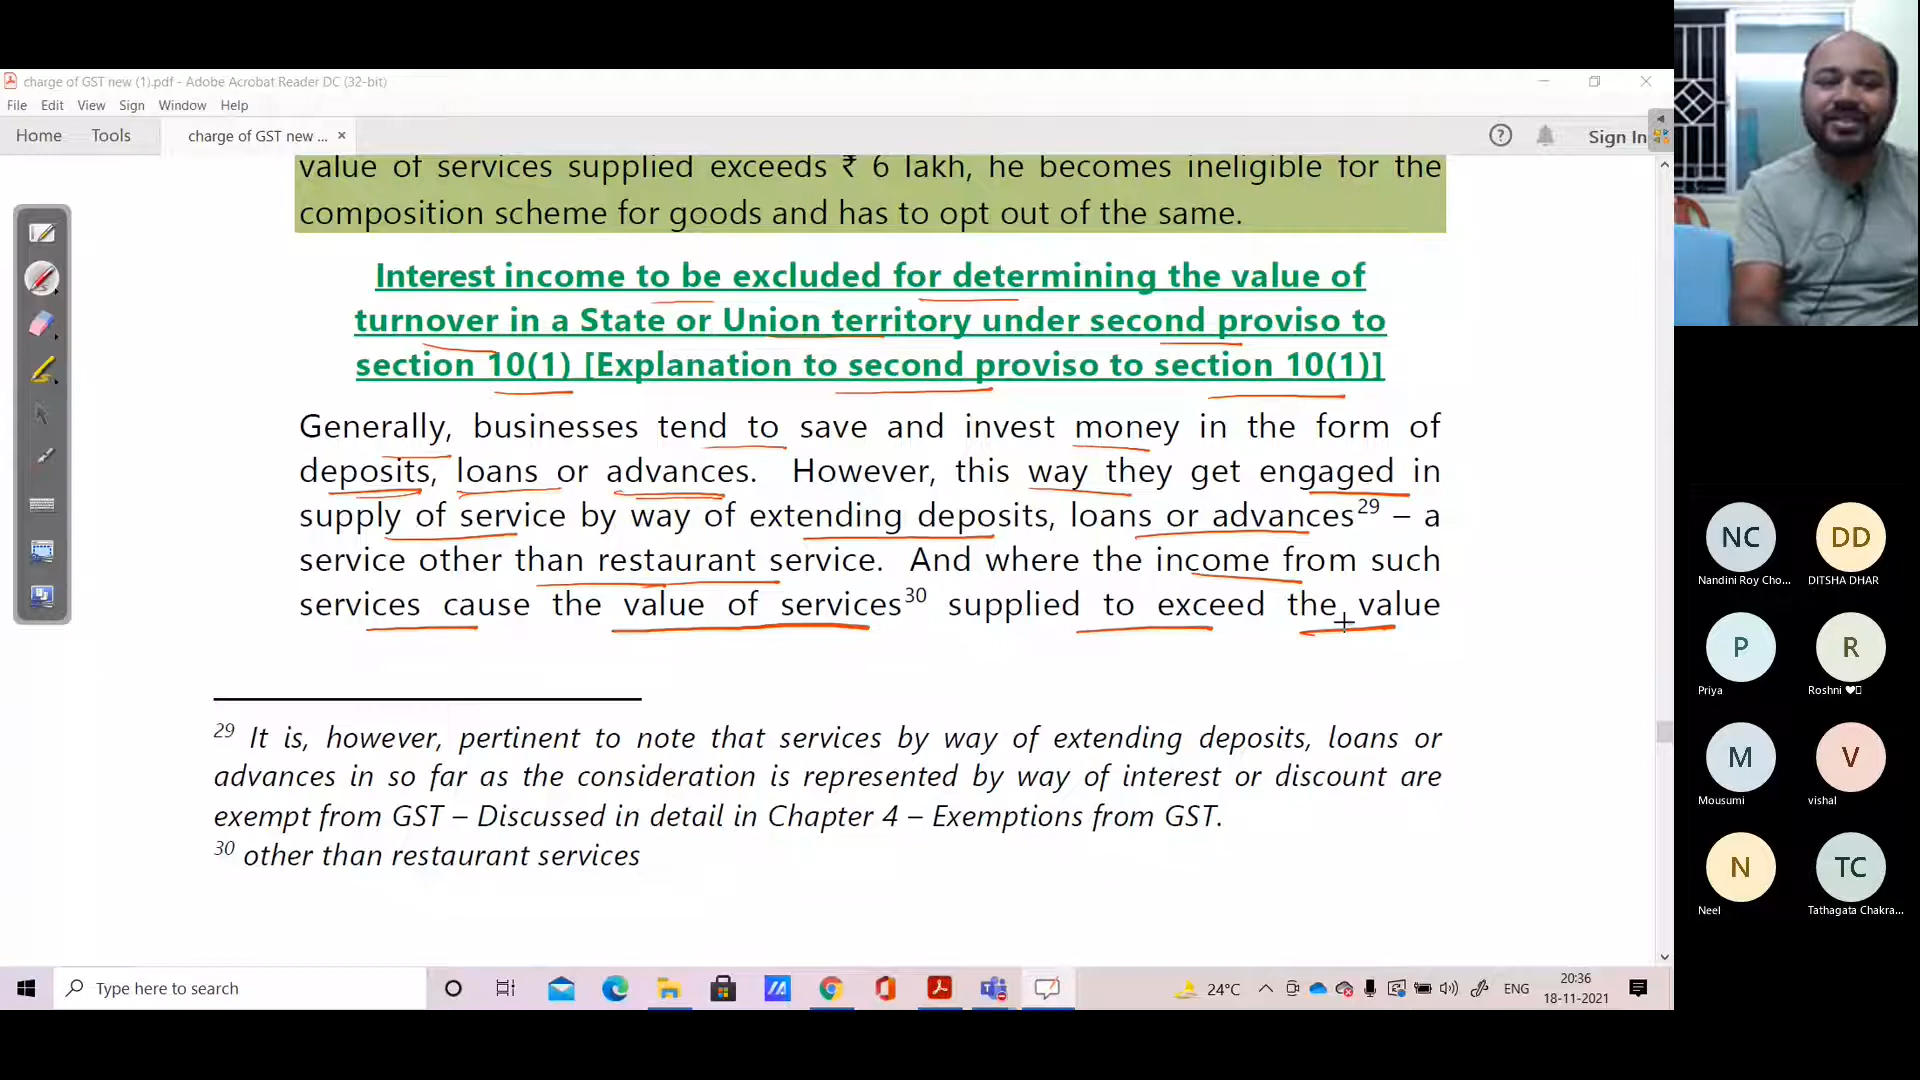 charge of GST new (1).pdf - Adobe Acrobat Reader DC (32-bit)
File Edit View Sign Window Help
Home Tools charge of GST new ... × Sign In
value of services supplied exceeds ₹ 6 lakh, he becomes ineligible for the
composition scheme for goods and has to opt out of the same.
Interest income to be excluded for determining the value of
turnover in a State or Union territory under second proviso to
section 10(1) [Explanation to second proviso to section 10(1)]
Generally, businesses tend to save and invest money in the form of
deposits, loans or advances. However, this way they get engaged in
supply of service by way of extending deposits, loans or advances29 – a
service other than restaurant service. And where the income from such
services cause the value of services30 supplied to exceed the value
29 It is, however, pertinent to note that services by way of extending deposits, loans or
advances in so far as the consideration is represented by way of interest or discount are
exempt from GST – Discussed in detail in Chapter 4 – Exemptions from GST.
30 other than restaurant services
NC DD
Nandini Roy Cho... DITSHA DHAR
P R
Priya Roshni ❤
M V
Mousumi vishal
N TC
Neel Tathagata Chakra...
Type here to search 24°C ENG 20:36
18-11-2021